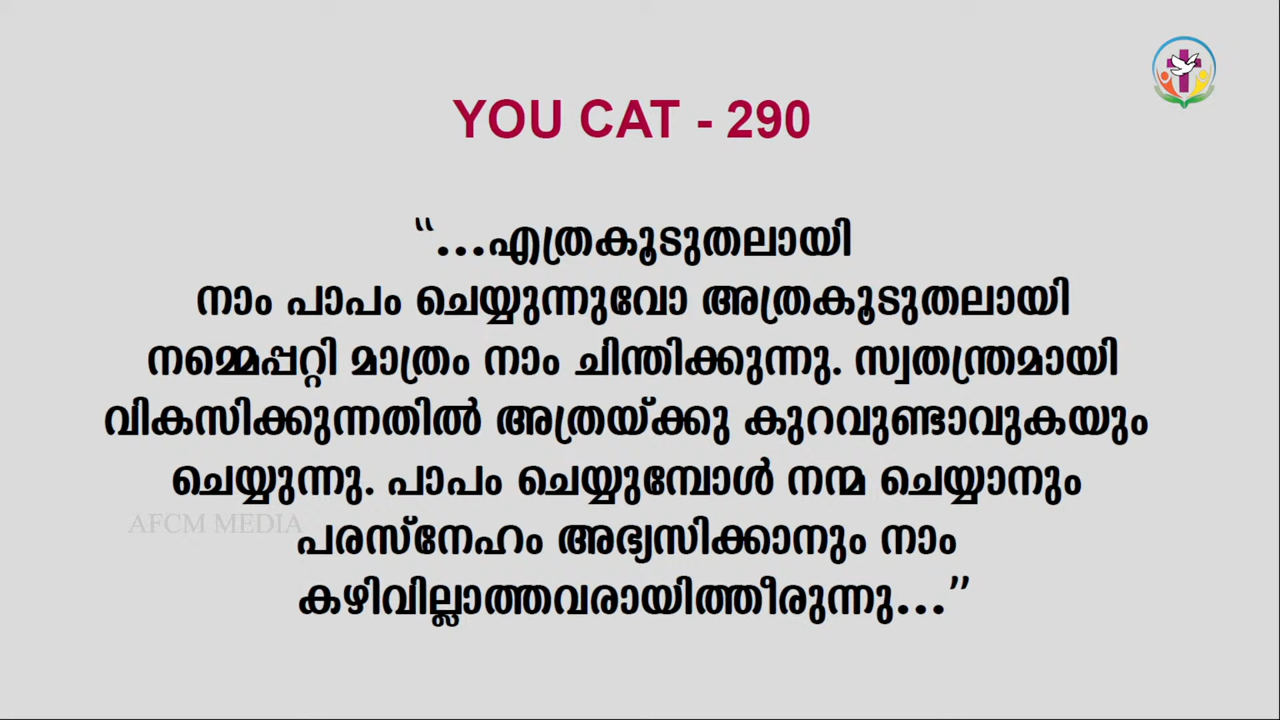 YOU CAT - 290
“...എത്രകൂടുതലായി
നാം പാപം ചെയ്യുന്നുവോ അത്രകൂടുതലായി
നമ്മെപ്പറ്റി മാത്രം നാം ചിന്തിക്കുന്നു. സ്വതന്ത്രമായി
വികസിക്കുന്നതിൽ അത്രയ്ക്കു കുറവുണ്ടാവുകയും
ചെയ്യുന്നു. പാപം ചെയ്യുമ്പോൾ നന്മ ചെയ്യാനും
AFCM MEDIA
പരസ്നേഹം അഭ്യസിക്കാനും നാം
കഴിവില്ലാത്തവരായിത്തീരുന്നു...”